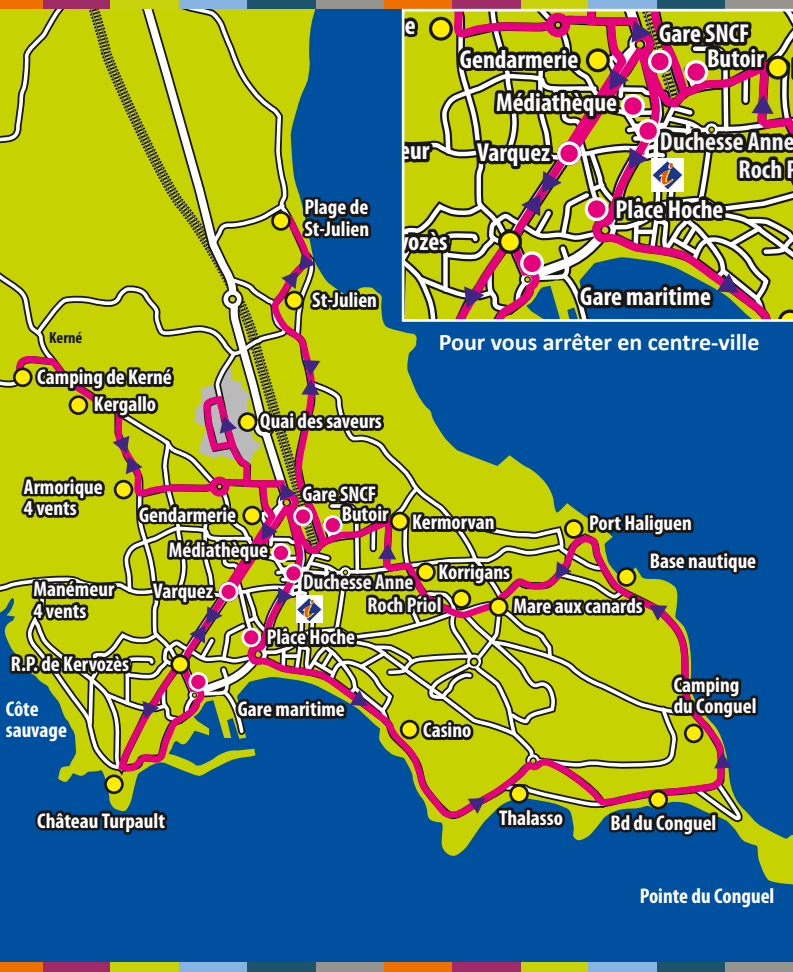 Gare SNCF
Gendarmerie
Butoir
Médiathèque
Duchesse Anne
eur
Varquez
Roch P
Place Hoche
vozès
Gare maritime
Pour vous arrêter en centre-ville
Plage de
St-Julien
St-Julien
Kerné
Camping de Kerné
Kergallo
Quai des saveurs
Armorique
4 vents
Gare SNCF
Gendarmerie
Butoir
Kermorvan
Port Haliguen
Médiathèque
Base nautique
Manémeur
4 vents
Varquez
Duchesse Anne
Korrigans
Roch Priol
Mare aux canards
Place Hoche
R.P. de Kervozès
Camping
du Conguel
Côte
sauvage
Gare maritime
Casino
Château Turpault
Thalasso
Bd du Conguel
Pointe du Conguel